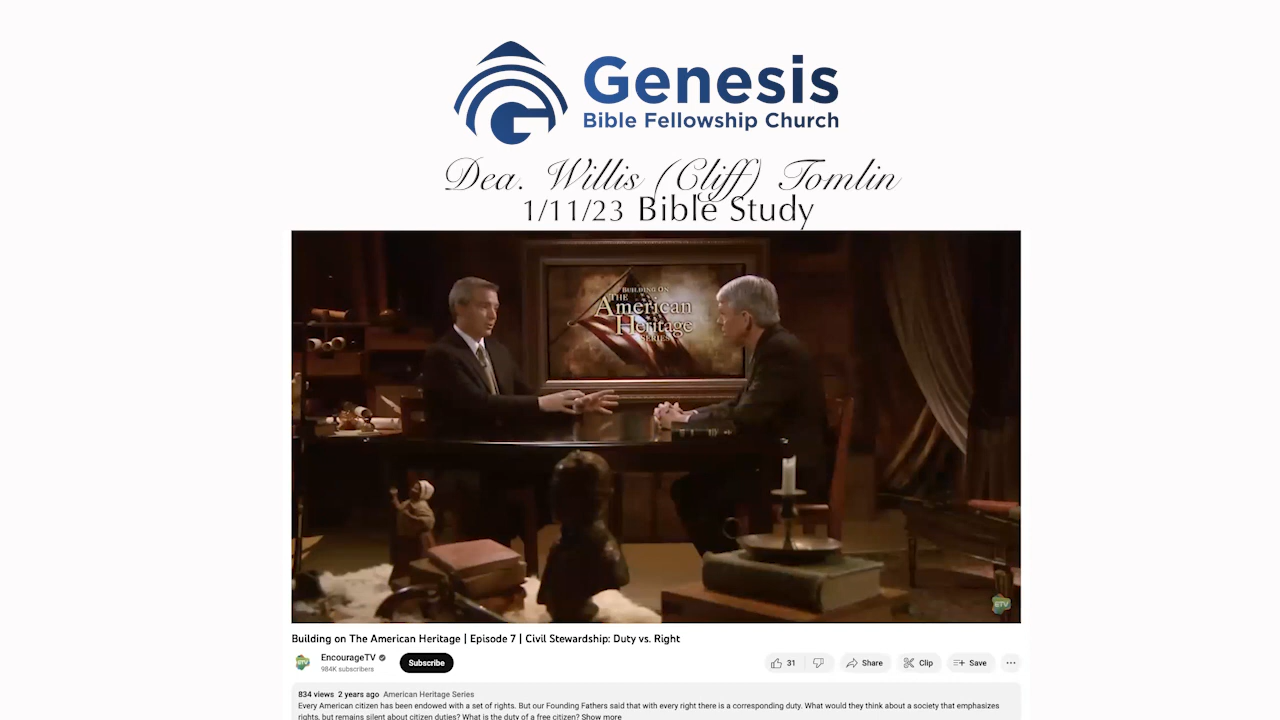 Genesis
Bible Fellowship Church
Dea. Willis (Cliff) Tomlin
1/11/23 Bible Study
BUILDING ON
THE
American
Heritage
SERIES
ETV
Building on The American Heritage | Episode 7 | Civil Stewardship: Duty vs. Right
EncourageTV
984K subscribers
Subscribe
31
Share
Clip
Save
834 views 2 years ago American Heritage Series
Every American citizen has been endowed with a set of rights. But our Founding Fathers said that with every right there is a corresponding duty. What would they think about a society that emphasizes
rights, but remains silent about citizen duties? What is the duty of a free citizen? Show more